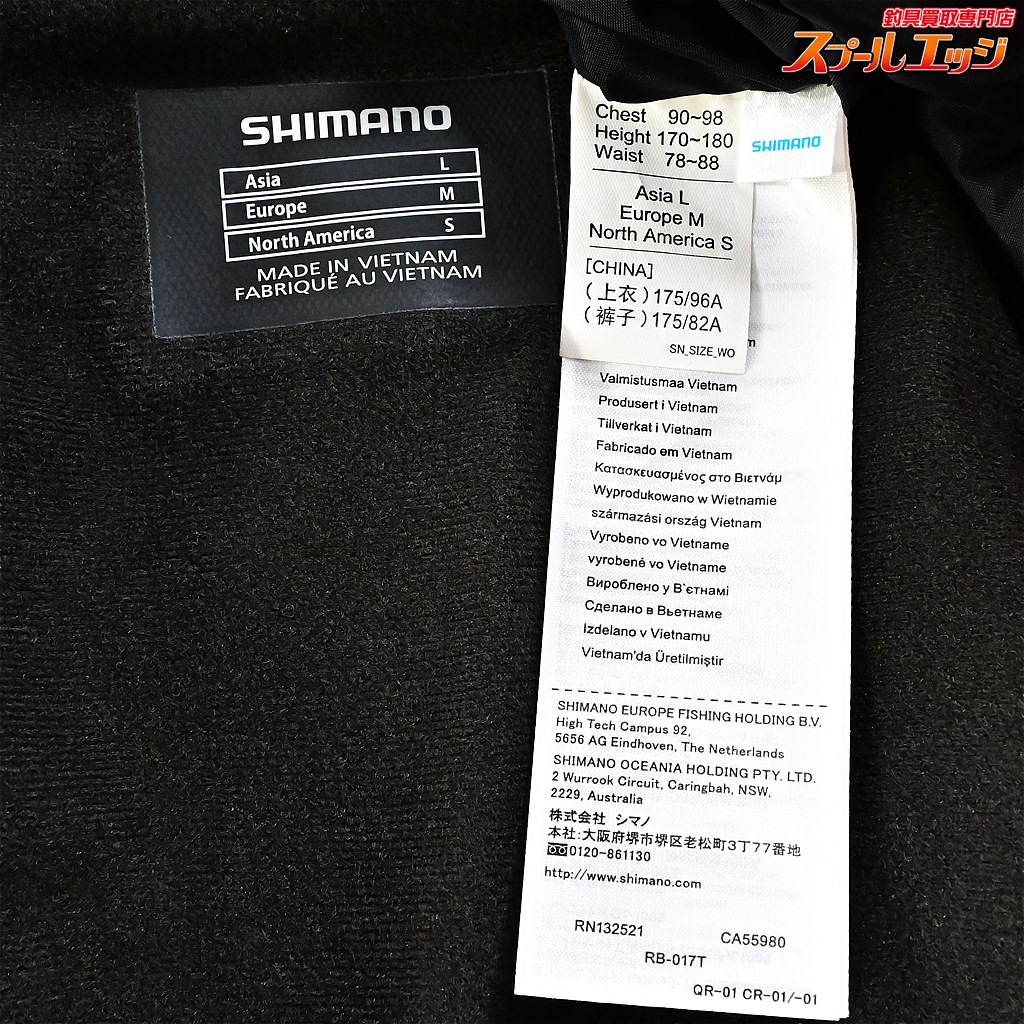 釣具買取専門店
スプールエッジ
SHIMANO
Asia L
Europe M
North America S
MADE IN VIETNAM
FABRIQUÉ AU VIETNAM
Chest 90~98
Height 170~180
Waist 78~88
SHIMANO
Asia L
Europe M
North America S
[CHINA]
(上衣)175/96A
(裤子)175/82A
SN_SIZE_WO
Valmistusmaa Vietnam
Produsert i Vietnam
Tillverkat i Vietnam
Fabricado em Vietnam
Κατασκευασμένος στο Βιετνάμ
Wyprodukowano w Wietnamie
származási ország Vietnam
Vyrobeno vo Vietname
vyrobené vo Vietname
Вироблено у В`єтнамі
Сделано в Вьетнаме
Izdelano v Vietnamu
Vietnam'da Üretilmiştir
SHIMANO EUROPE FISHING HOLDING B.V.
High Tech Campus 92,
5656 AG Eindhoven, The Netherlands
SHIMANO OCEANIA HOLDING PTY. LTD.
2 Wurrook Circuit, Caringbah, NSW,
2229, Australia
株式会社 シマノ
本社:大阪府堺市堺区老松町3丁77番地
0120-861130
http://www.shimano.com
RN132521 CA55980
RB-017T
QR-01 CR-01/-01